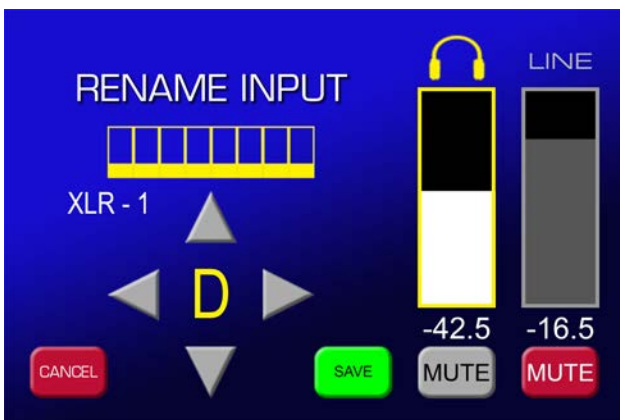 RENAME INPUT
XLR - 1
D
CANCEL
SAVE
LINE
-42.5
-16.5
MUTE
MUTE